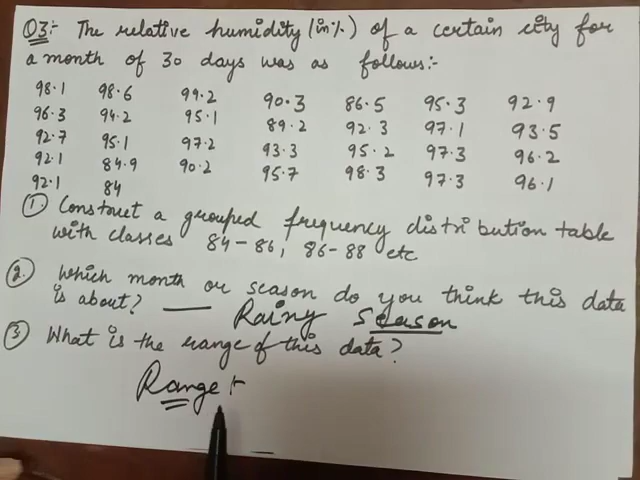 Q3:- The relative humidity (in%) of a certain city for
a month of 30 days was as follows:-
98.1 98.6 99.2 90.3 86.5 95.3 92.9
96.3 94.2 95.1 89.2 92.3 97.1 93.5
92.7 95.1 97.2 93.3 95.2 97.3 96.2
92.1 84.9 90.2 95.7 98.3 97.3 96.1
92.1 84
① Construct a grouped frequency distribution table
with classes 84-86, 86-88 etc
② Which month or season do you think this data
is about? — Rainy season
③ What is the range of this data?
Range:-